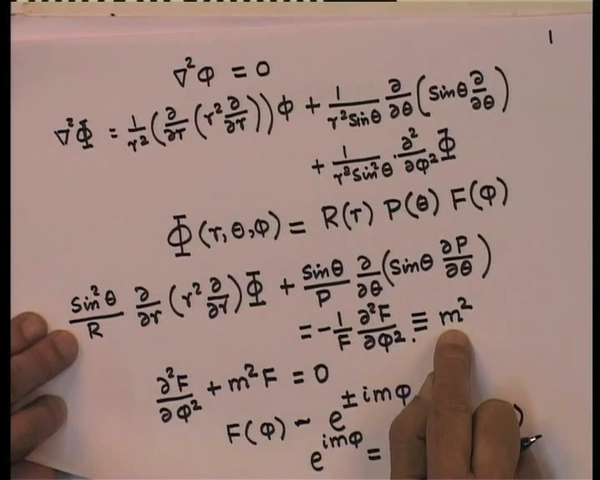 1
∇²φ = 0
∇²Φ = 1/r² (∂/∂r (r² ∂/∂r)) φ + 1/(r² sinθ) ∂/∂θ (sinθ ∂/∂θ)
+ 1/(r² sin²θ) · ∂²/∂φ² Φ
Φ(r,θ,φ) = R(r) P(θ) F(φ)
sin²θ/R ∂/∂r (r² ∂/∂r) Φ + sinθ/P ∂/∂θ (sinθ ∂P/∂θ)
= -1/F ∂²F/∂φ² . ≡ m²
∂²F/∂φ² + m²F = 0
F(φ) ~ e^{±imφ}
e^{imφ} =